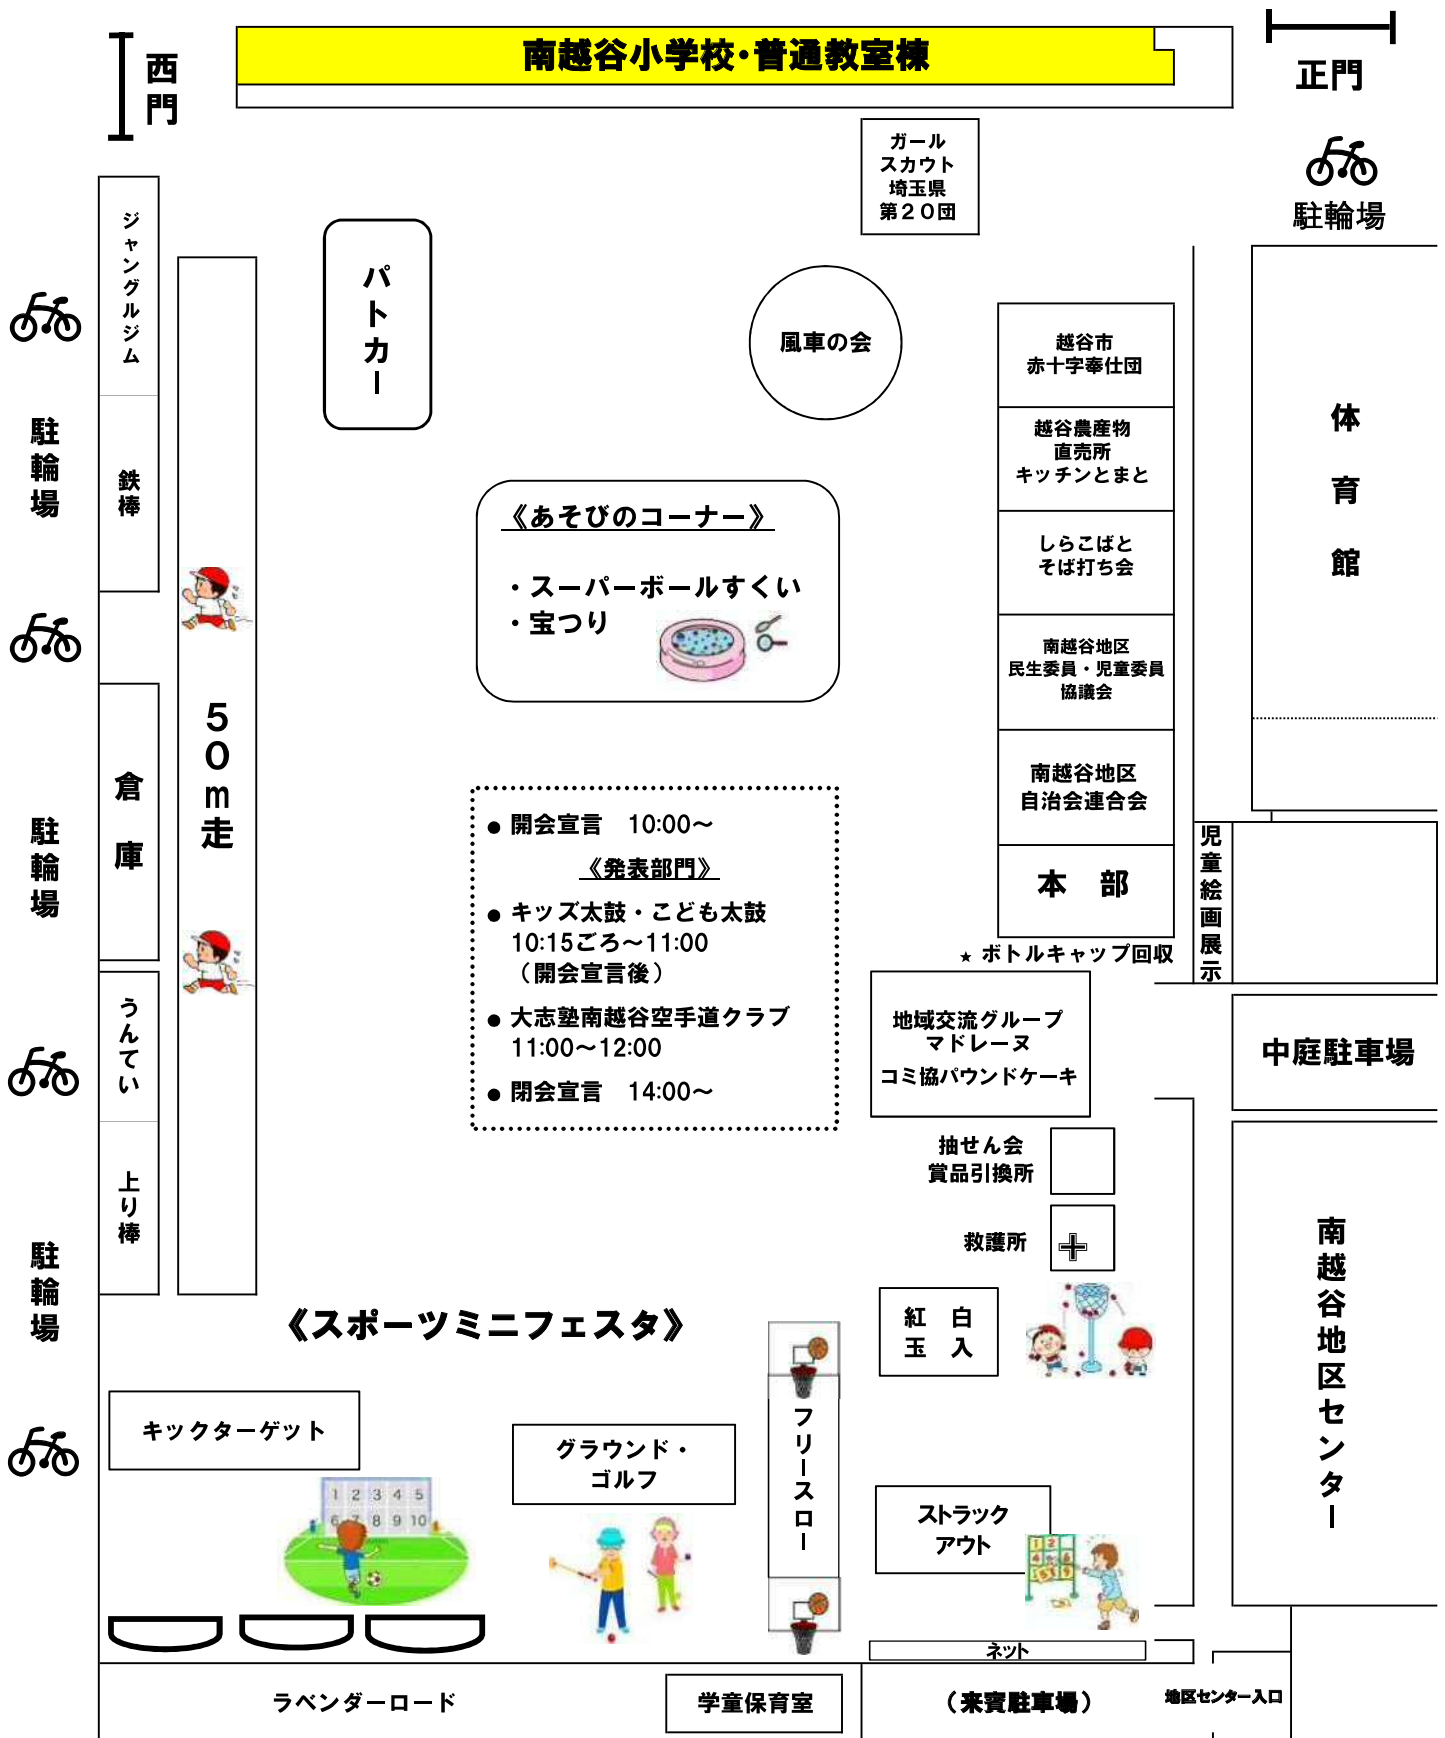 南越谷小学校・普通教室棟
西門
正門
駐輪場
ガール
スカウト
埼玉県
第２０団
ジャングルジム
鉄棒
パトカー
風車の会
越谷市
赤十字奉仕団
越谷農産物
直売所
キッチンとまと
しらこばと
そば打ち会
南越谷地区
民生委員・児童委員
協議会
南越谷地区
自治会連合会
本　部
★ ボトルキャップ回収
体育館
児童絵画展示
駐輪場
《あそびのコーナー》
・スーパーボールすくい
・宝つり
５０ｍ走
倉庫
駐輪場
● 開会宣言　10:00～
《発表部門》
● キッズ太鼓・こども太鼓
10:15ごろ～11:00
（開会宣言後）
● 大志塾南越谷空手道クラブ
11:00～12:00
● 閉会宣言　14:00～
うんてい
上り棒
駐輪場
地域交流グループ
マドレーヌ
コミ協パウンドケーキ
中庭駐車場
抽せん会
賞品引換所
救護所
南越谷地区センター
《スポーツミニフェスタ》
紅　白
玉　入
キックターゲット
1 2 3 4 5
6 7 8 9 10
グラウンド・
ゴルフ
フリースロー
ストラック
アウト
ネット
ラベンダーロード
学童保育室
（来賓駐車場）
地区センター入口